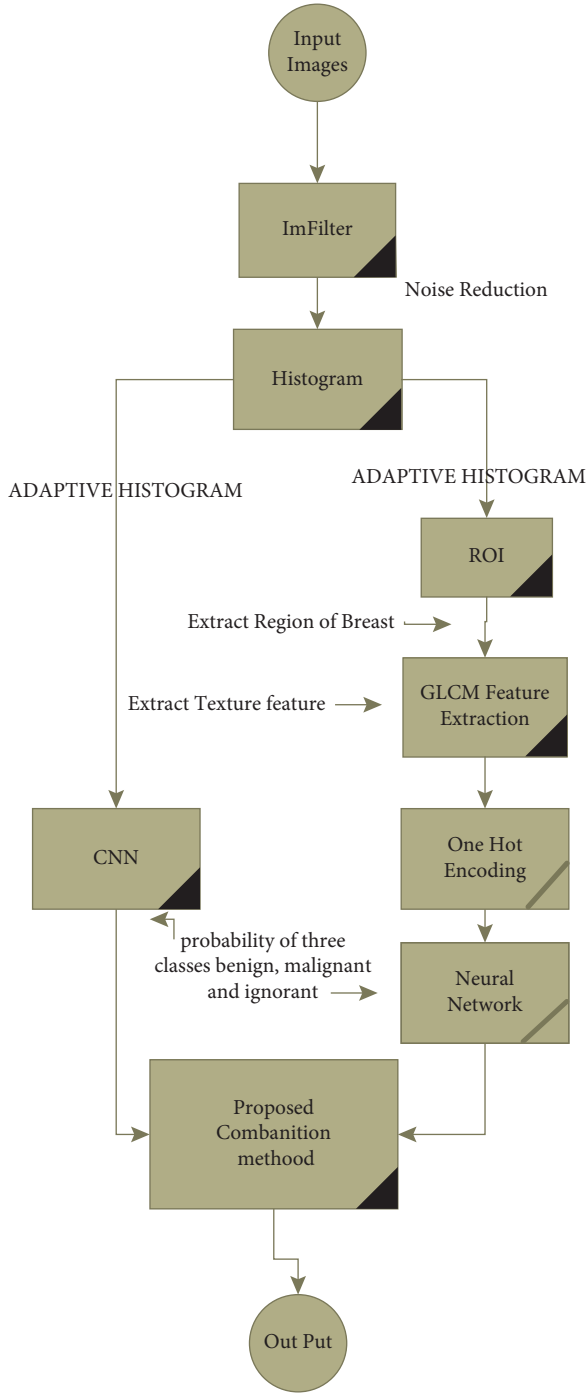 Input
Images
ImFilter
Noise Reduction
Histogram
ADAPTIVE HISTOGRAM
ADAPTIVE HISTOGRAM
ROI
Extract Region of Breast
GLCM Feature
Extraction
Extract Texture feature
CNN
One Hot
Encoding
probability of three
classes benign, malignant
and ignorant
Neural
Network
Proposed
Combanition
methood
Out Put